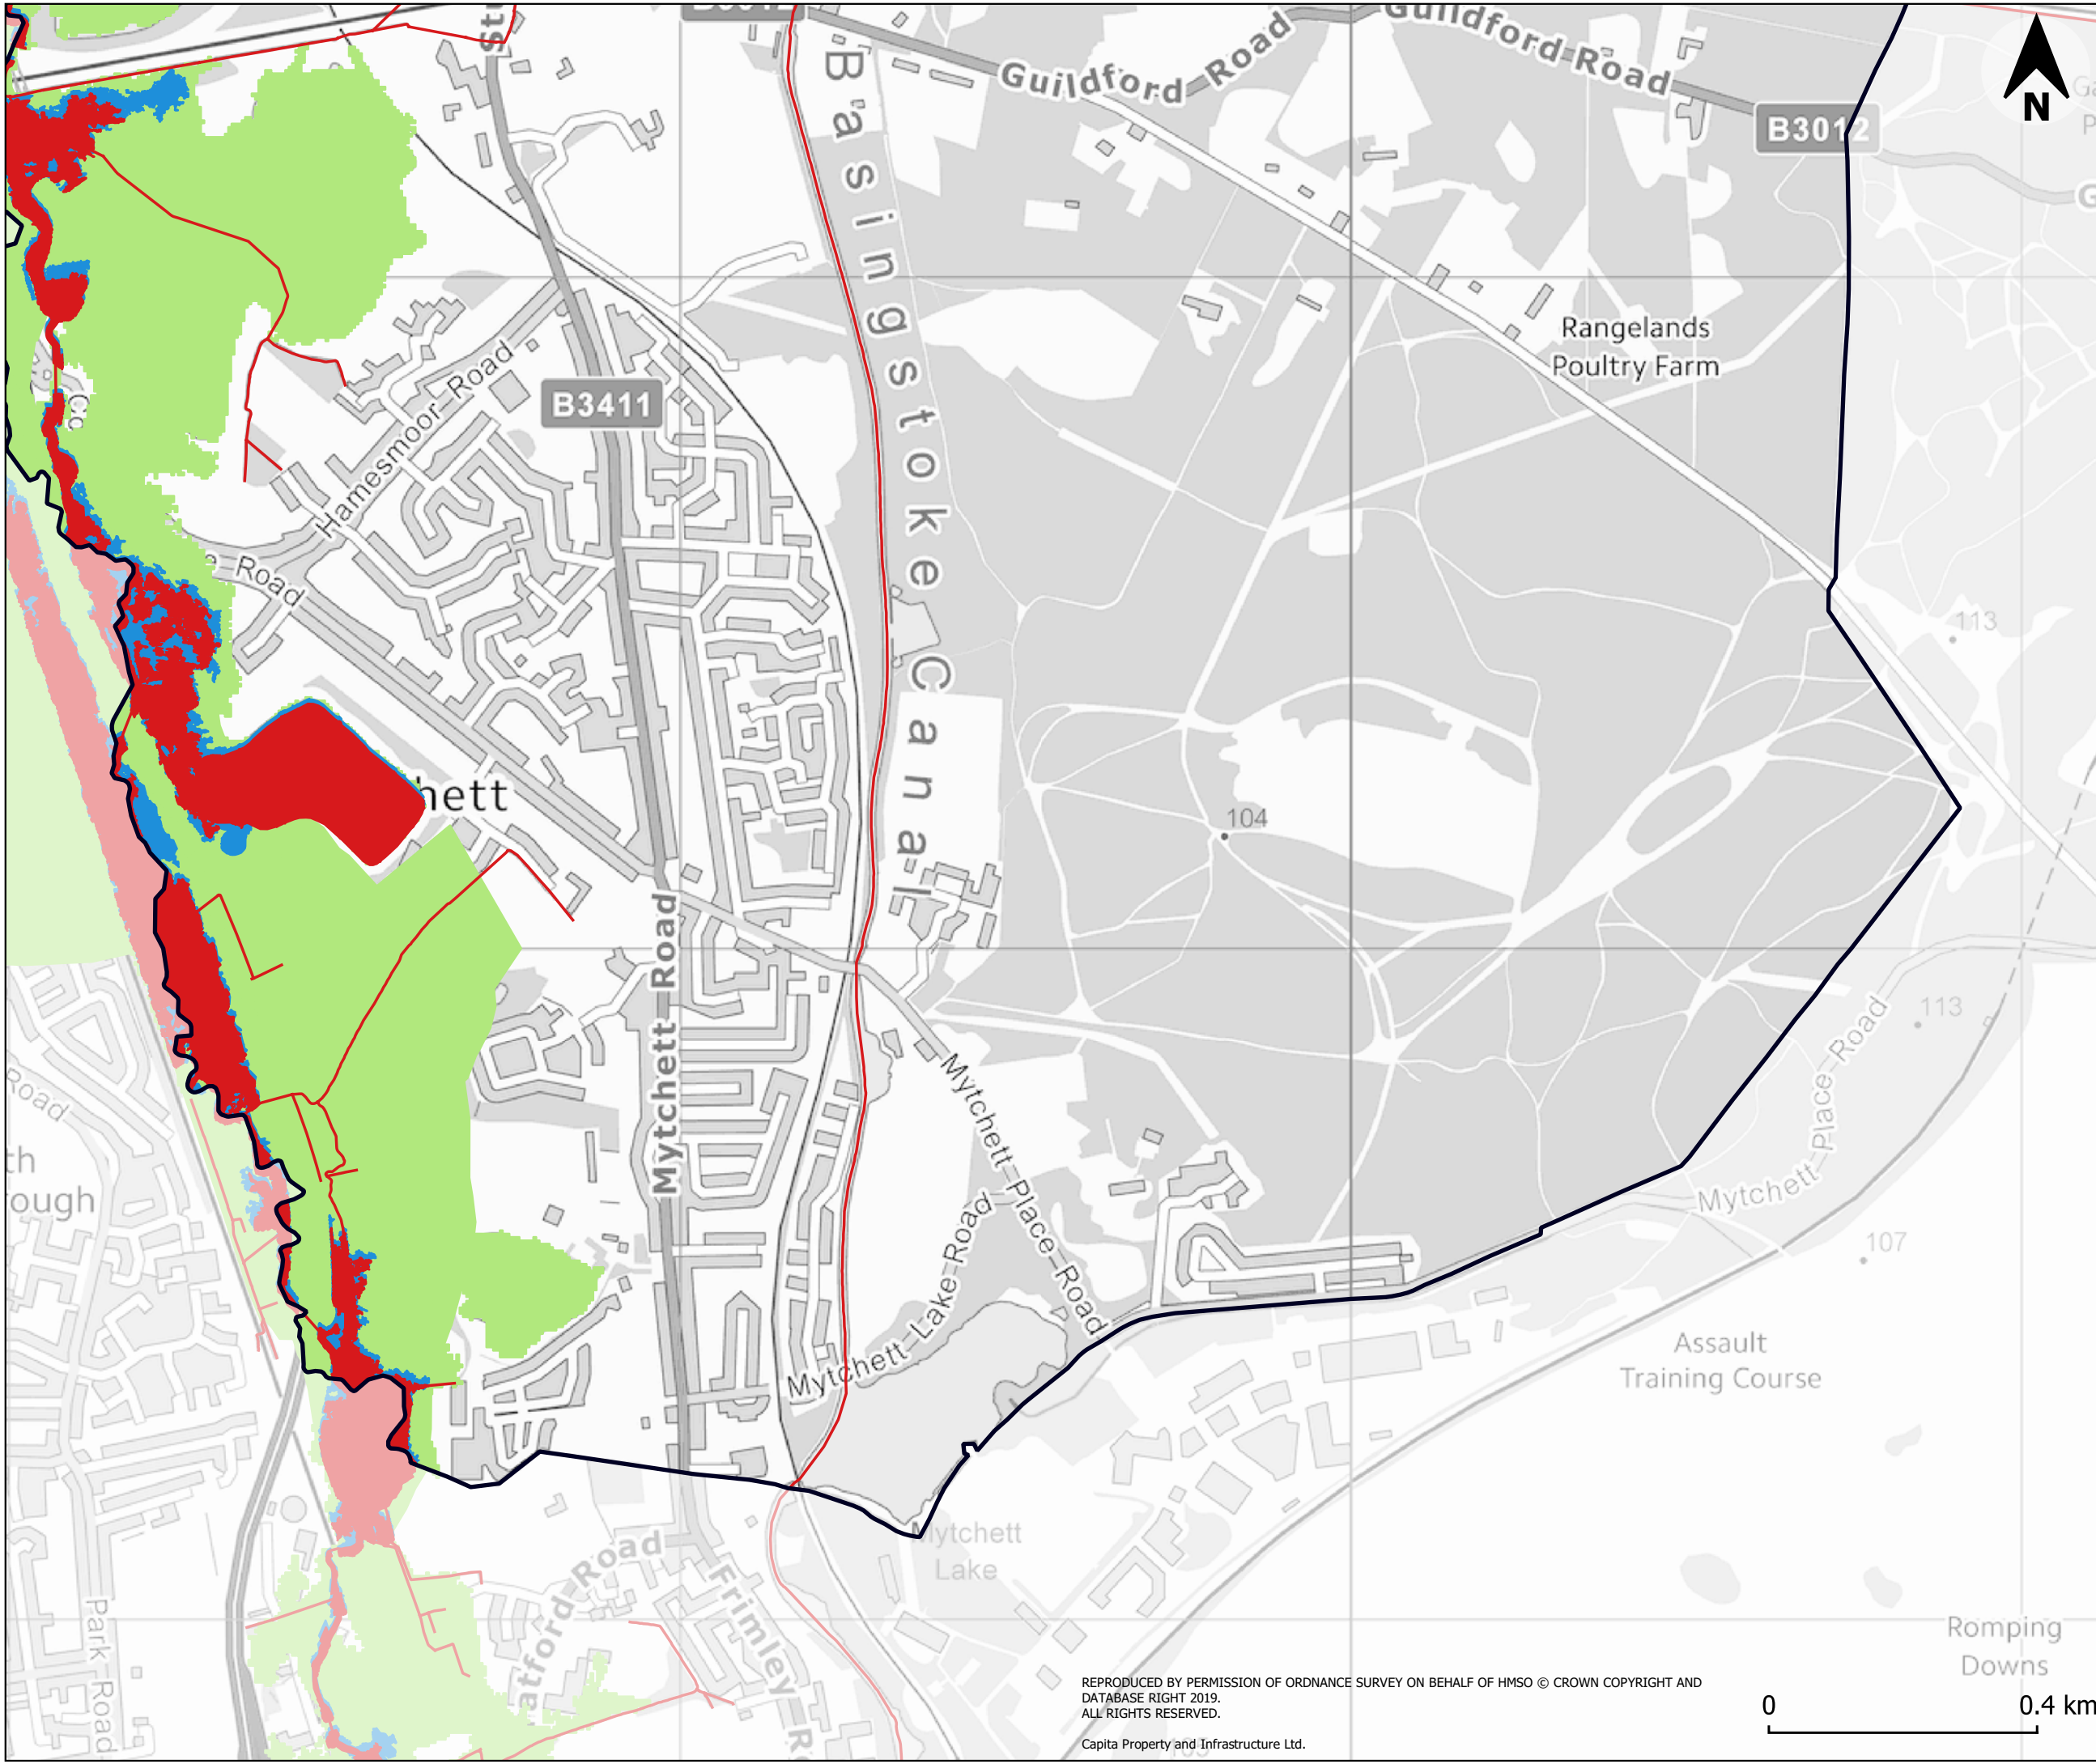 Guildford Road
Guildford Road
B3012
N
Basingstoke Canal
Rangelands
Poultry Farm
B3411
Hamesmoor Road
Road
113
hett
104
Mytchett Road
Mytchett Place Road
113
Mytchett Place Road
Mytchett Lake Road
107
Road
th
ough
Assault
Training Course
Mytchett
Lake
Park Road
atford Road
Frimley
Romping
Downs
REPRODUCED BY PERMISSION OF ORDNANCE SURVEY ON BEHALF OF HMSO © CROWN COPYRIGHT AND
DATABASE RIGHT 2019.
ALL RIGHTS RESERVED.
Capita Property and Infrastructure Ltd.
0 0.4 km